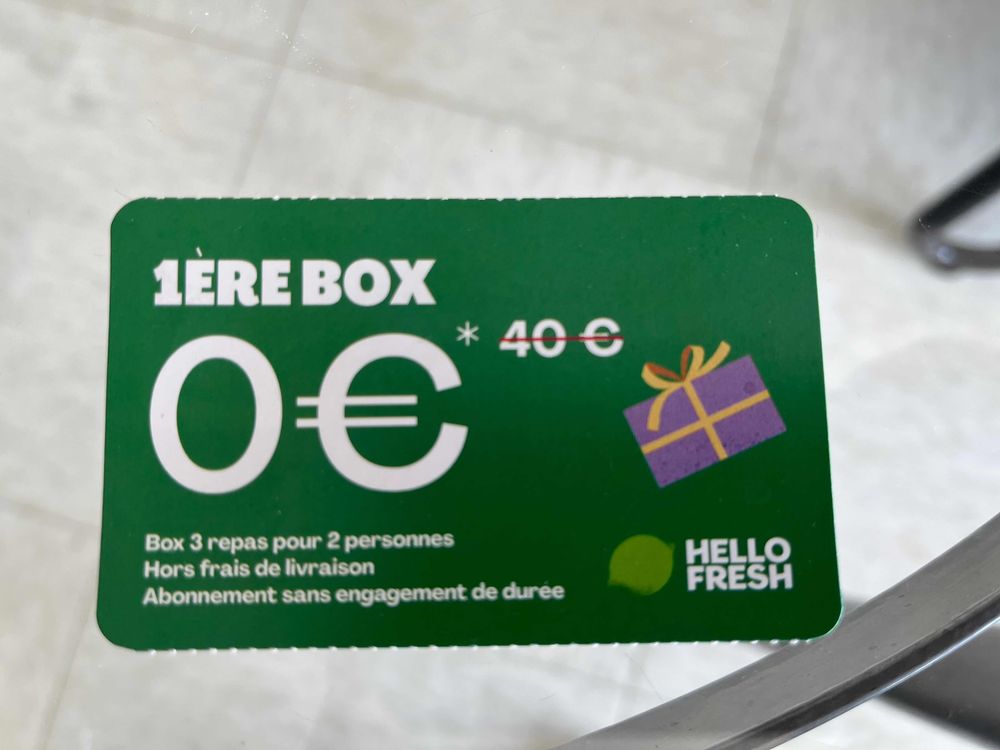 1ÈRE BOX
0€* 40 €
Box 3 repas pour 2 personnes
Hors frais de livraison
Abonnement sans engagement de durée
HELLO
FRESH